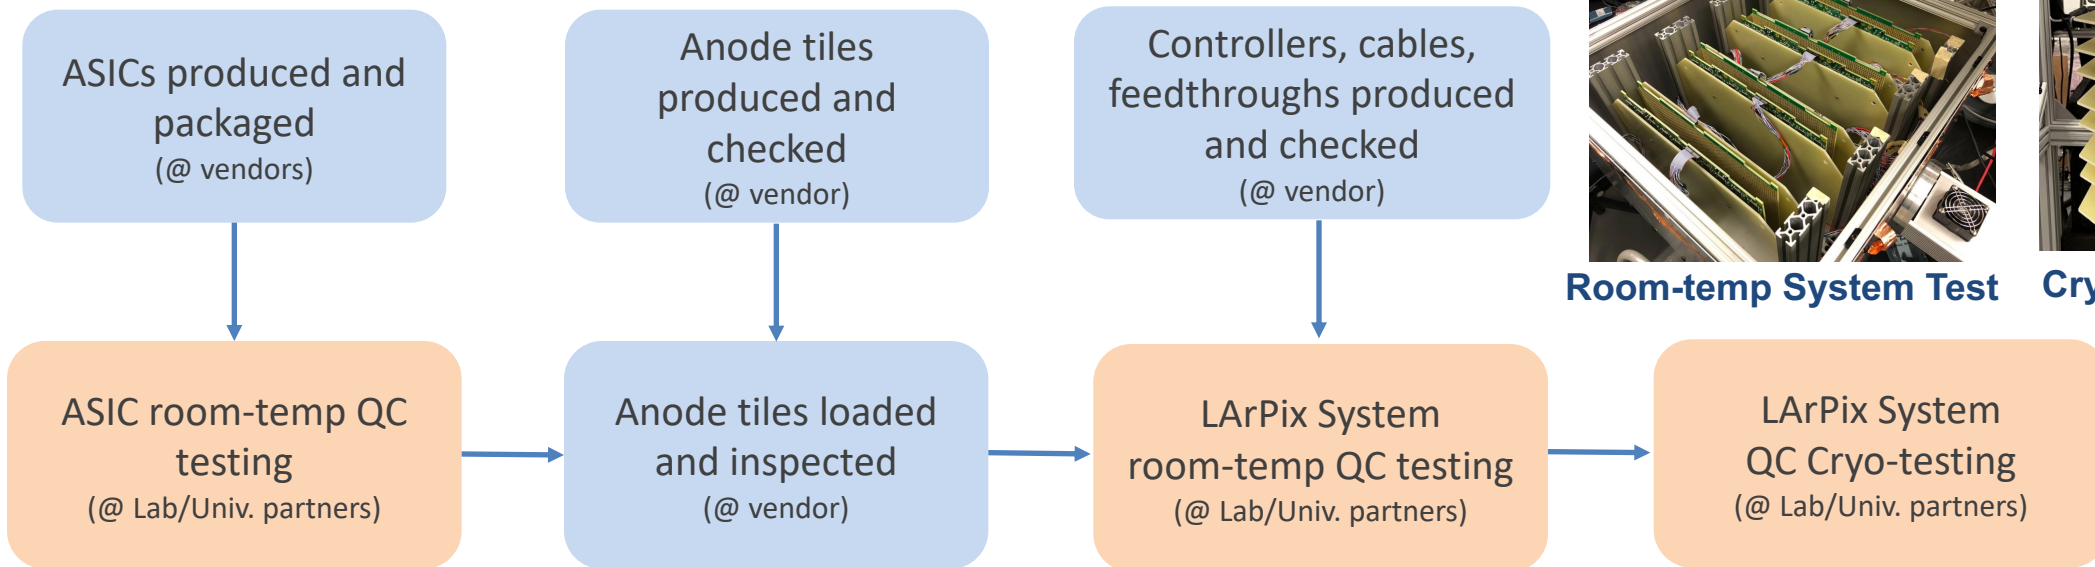 ASICs produced and
packaged
(@ vendors)
Anode tiles
produced and
checked
(@ vendor)
Controllers, cables,
feedthroughs produced
and checked
(@ vendor)
Room-temp System Test
ASIC room-temp QC
testing
(@ Lab/Univ. partners)
Anode tiles loaded
and inspected
(@ vendor)
LArPix System
room-temp QC testing
(@ Lab/Univ. partners)
LArPix System
QC Cryo-testing
(@ Lab/Univ. partners)